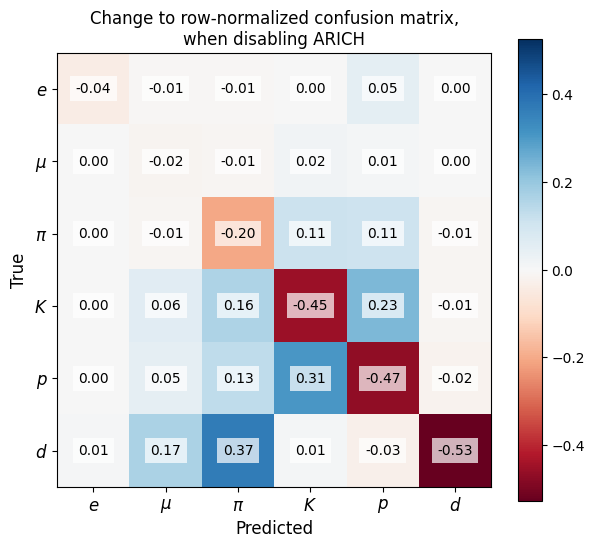 Change to row-normalized confusion matrix,
when disabling ARICH
e -0.04 -0.01 -0.01 0.00 0.05 0.00
μ 0.00 -0.02 -0.01 0.02 0.01 0.00
π 0.00 -0.01 -0.20 0.11 0.11 -0.01
K 0.00 0.06 0.16 -0.45 0.23 -0.01
p 0.00 0.05 0.13 0.31 -0.47 -0.02
d 0.01 0.17 0.37 0.01 -0.03 -0.53
e μ π K p d
Predicted
True
0.4
0.2
0.0
−0.2
−0.4